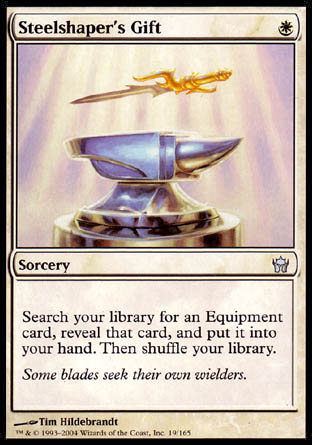 Steelshaper's Gift
Sorcery
Search your library for an Equipment
card, reveal that card, and put it into
your hand. Then shuffle your library.
Some blades seek their own wielders.
Tim Hildebrandt
™ & © 1993–2004 Wizards of the Coast, Inc. 19/165